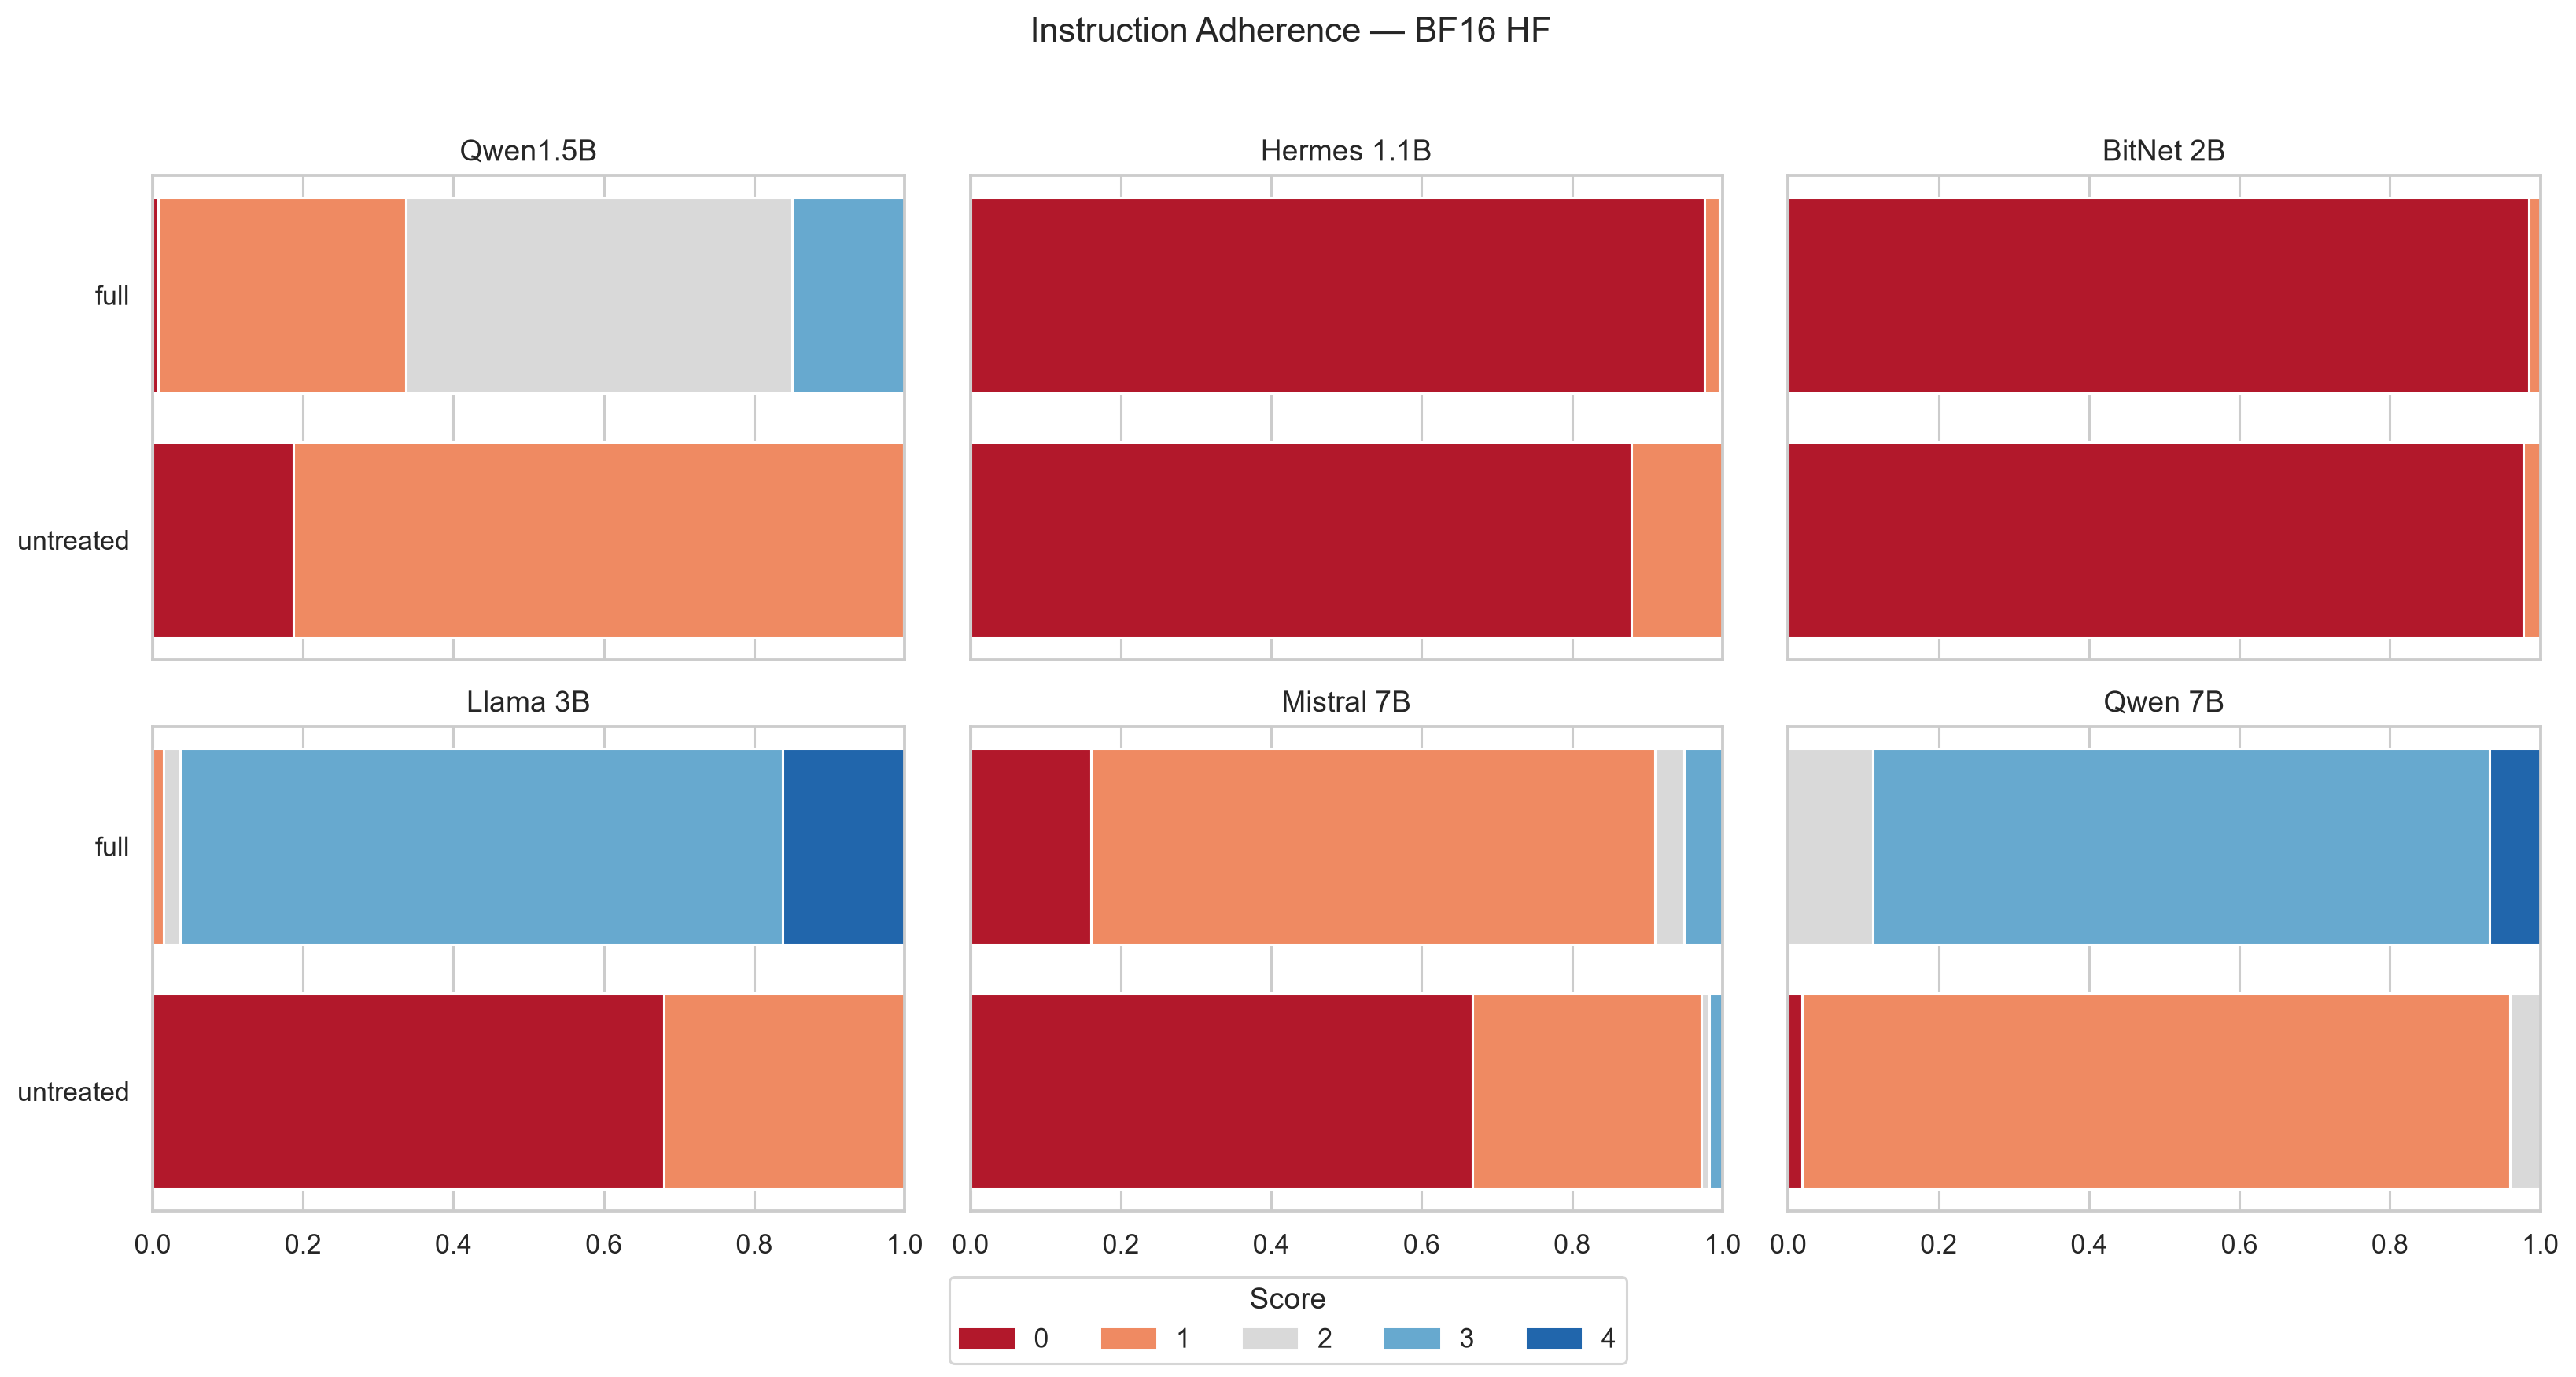 Instruction Adherence — BF16 HF
Qwen1.5B
Hermes 1.1B
BitNet 2B
full
untreated
Llama 3B
Mistral 7B
Qwen 7B
full
untreated
0.0 0.2 0.4 0.6 0.8 1.0
0.0 0.2 0.4 0.6 0.8 1.0
0.0 0.2 0.4 0.6 0.8 1.0
Score
0 1 2 3 4